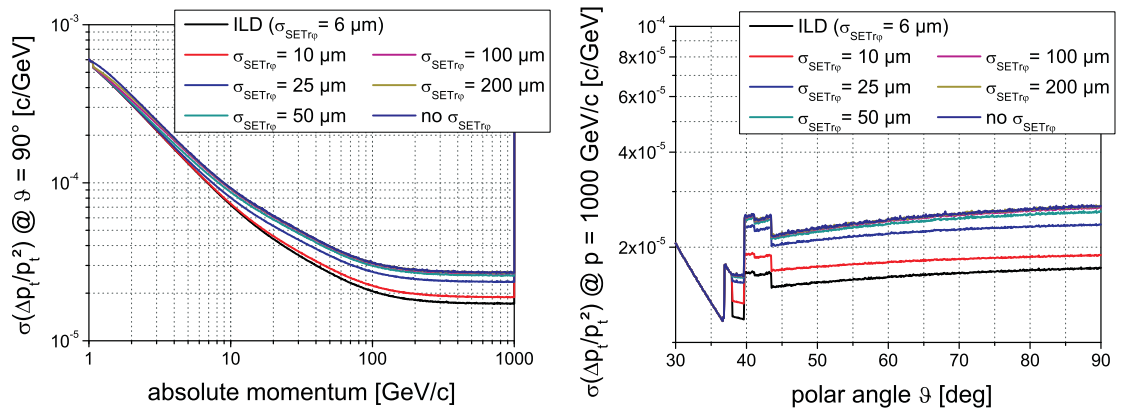 ILD (σSETrφ = 6 µm)
σSETrφ = 10 µm
σSETrφ = 100 µm
σSETrφ = 25 µm
σSETrφ = 200 µm
σSETrφ = 50 µm
no σSETrφ
10⁻³
10⁻⁴
10⁻⁵
σ(Δpₜ/pₜ²) @ ϑ = 90° [c/GeV]
1
10
100
1000
absolute momentum [GeV/c]
ILD (σSETrφ = 6 µm)
σSETrφ = 10 µm
σSETrφ = 100 µm
σSETrφ = 25 µm
σSETrφ = 200 µm
σSETrφ = 50 µm
no σSETrφ
10⁻⁴
8x10⁻⁵
6x10⁻⁵
4x10⁻⁵
2x10⁻⁵
σ(Δpₜ/pₜ²) @ p = 1000 GeV/c [c/GeV]
30
40
50
60
70
80
90
polar angle ϑ [deg]